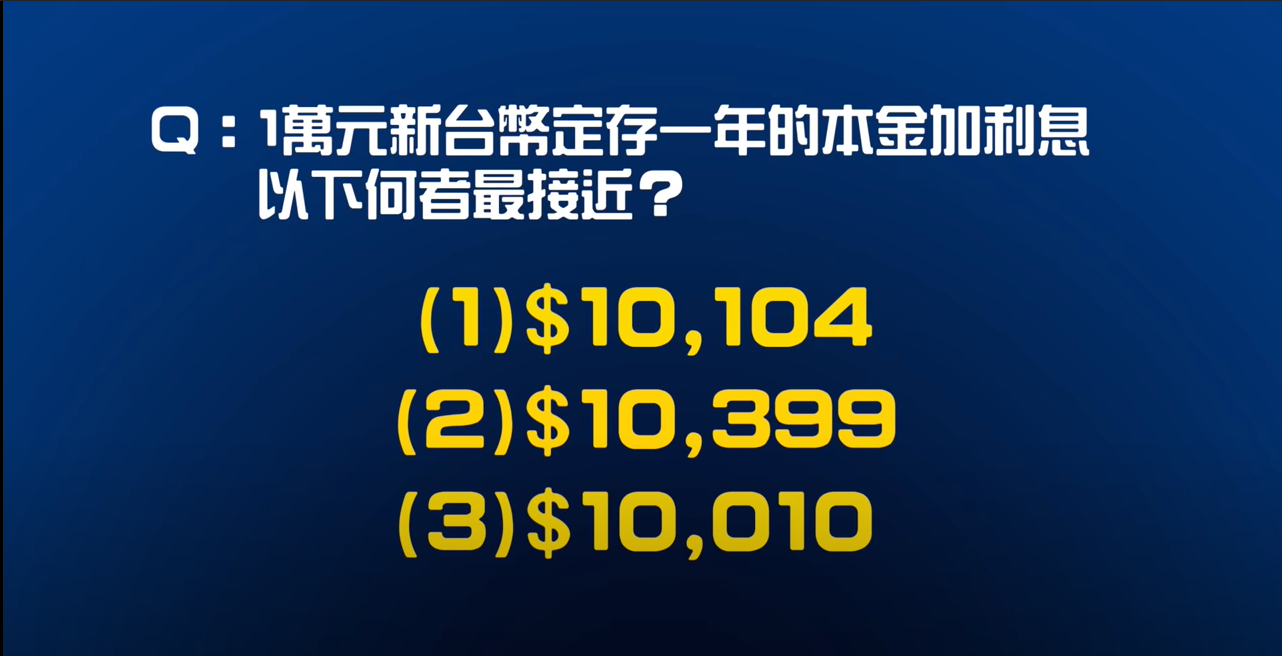 Q：1萬元新台幣定存一年的本金加利息
以下何者最接近？
(1)$10,104
(2)$10,399
(3)$10,010